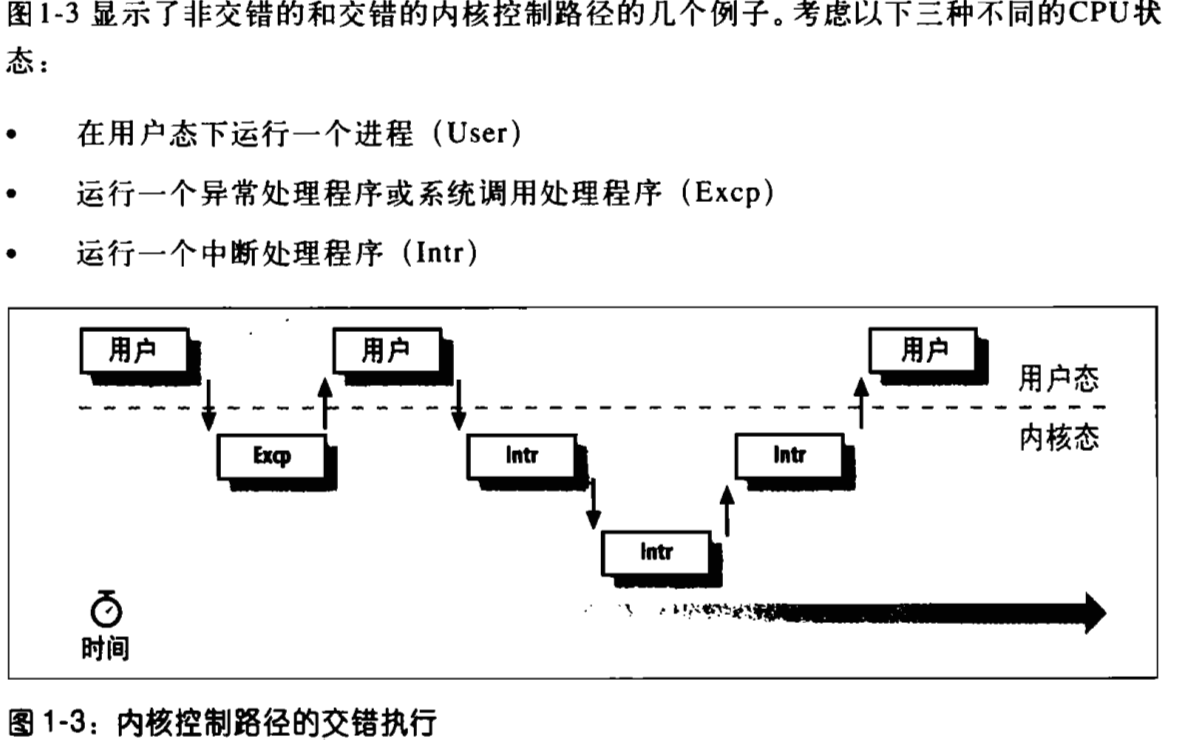 图1-3 显示了非交错的和交错的内核控制路径的几个例子。考虑以下三种不同的CPU状
态：
• 在用户态下运行一个进程（User）
• 运行一个异常处理程序或系统调用处理程序（Excp）
• 运行一个中断处理程序（Intr）
用户 用户 用户
用户态
内核态
Excp Intr Intr
Intr
时间
图 1-3：内核控制路径的交错执行